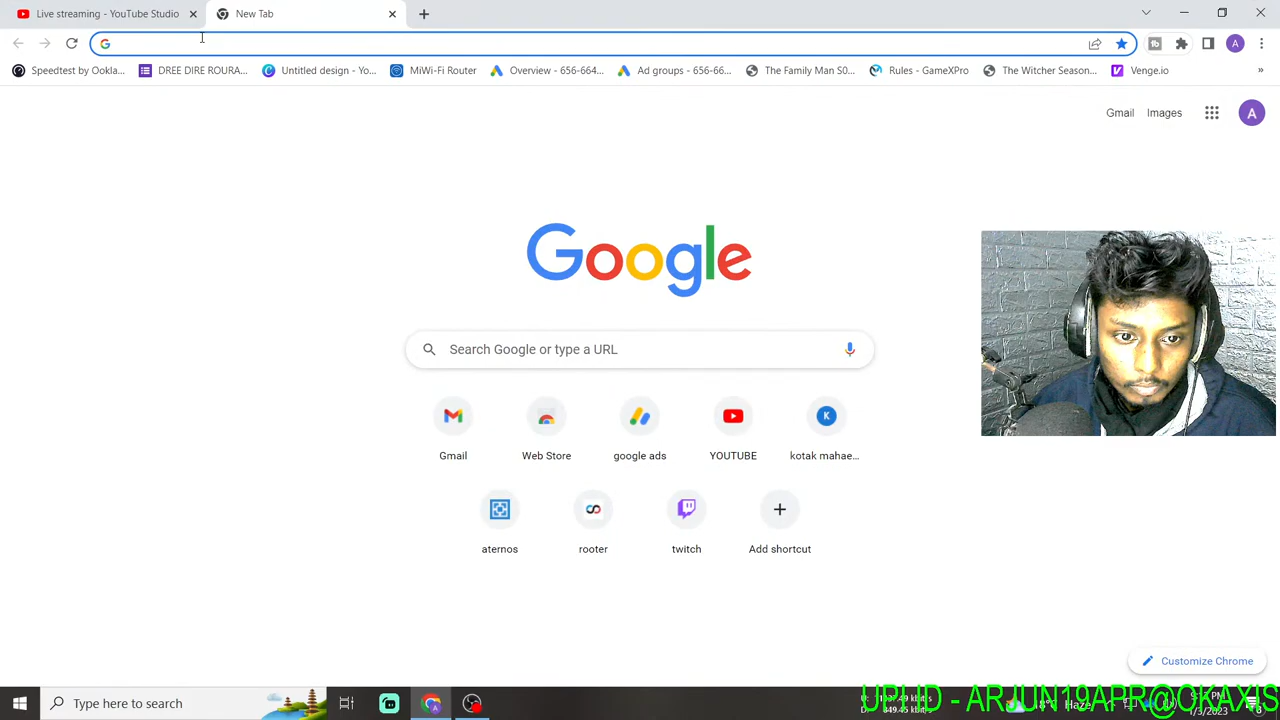 Live streaming - YouTube Studio
New Tab
Speedtest by Ookla...
DREE DIRE ROURA...
Untitled design - Yo...
MiWi-Fi Router
Overview - 656-664...
Ad groups - 656-66...
The Family Man S0...
Rules - GameXPro
The Witcher Season...
Venge.io
»
Gmail
Images
A
A
Google
Search Google or type a URL
Gmail
Web Store
google ads
YOUTUBE
K
kotak mahae...
aternos
rooter
twitch
Add shortcut
Customize Chrome
Type here to search
UPI ID - ARJUN19APR@OKAXIS
1/3/2023